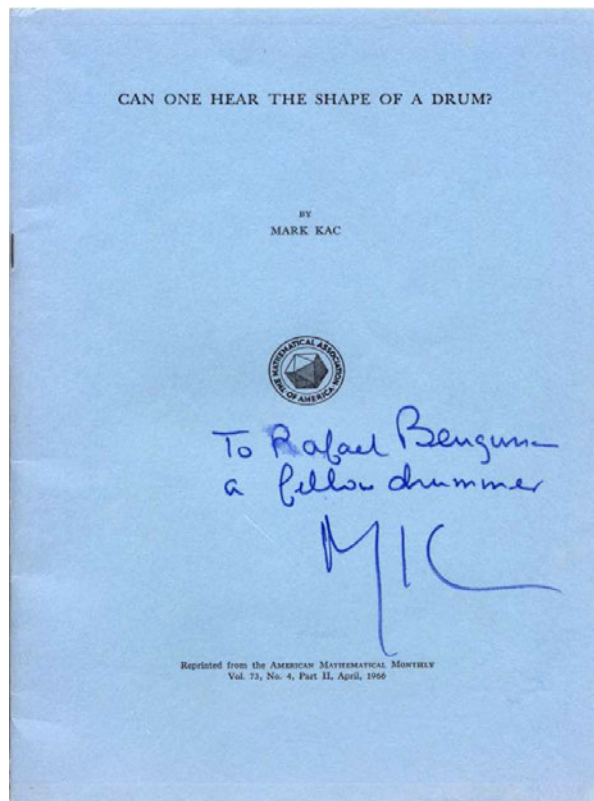 CAN ONE HEAR THE SHAPE OF A DRUM?
BY
MARK KAC
THE MATHEMATICAL ASSOCIATION OF AMERICA
To Rafael Benguria
a fellow drummer
MK
Reprinted from the AMERICAN MATHEMATICAL MONTHLY
Vol. 73, No. 4, Part II, April, 1966